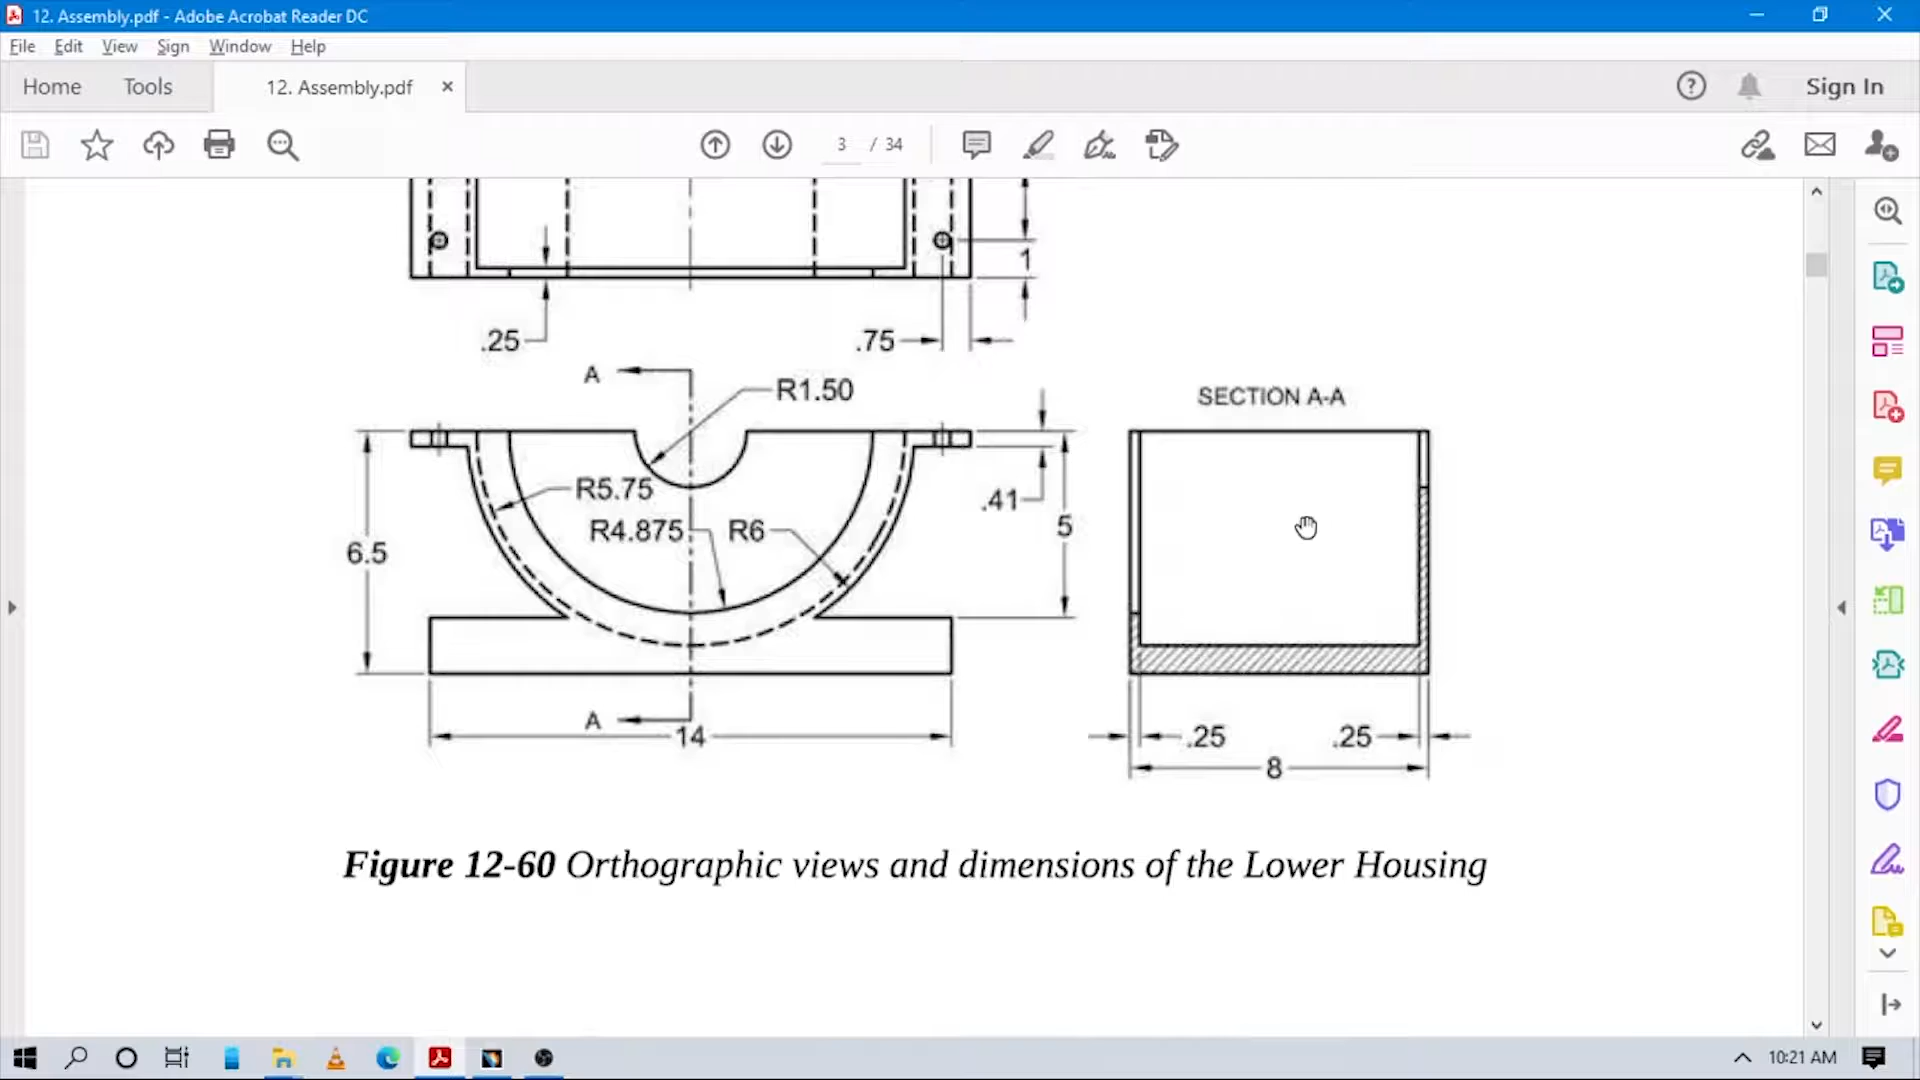 12. Assembly.pdf - Adobe Acrobat Reader DC
File Edit View Sign Window Help
Home Tools 12. Assembly.pdf × Sign In
3 / 34
1
.25 .75
A R1.50
SECTION A-A
R5.75
.41
R4.875 R6 5
6.5
A
14
.25 .25
8
Figure 12-60 Orthographic views and dimensions of the Lower Housing
10:21 AM